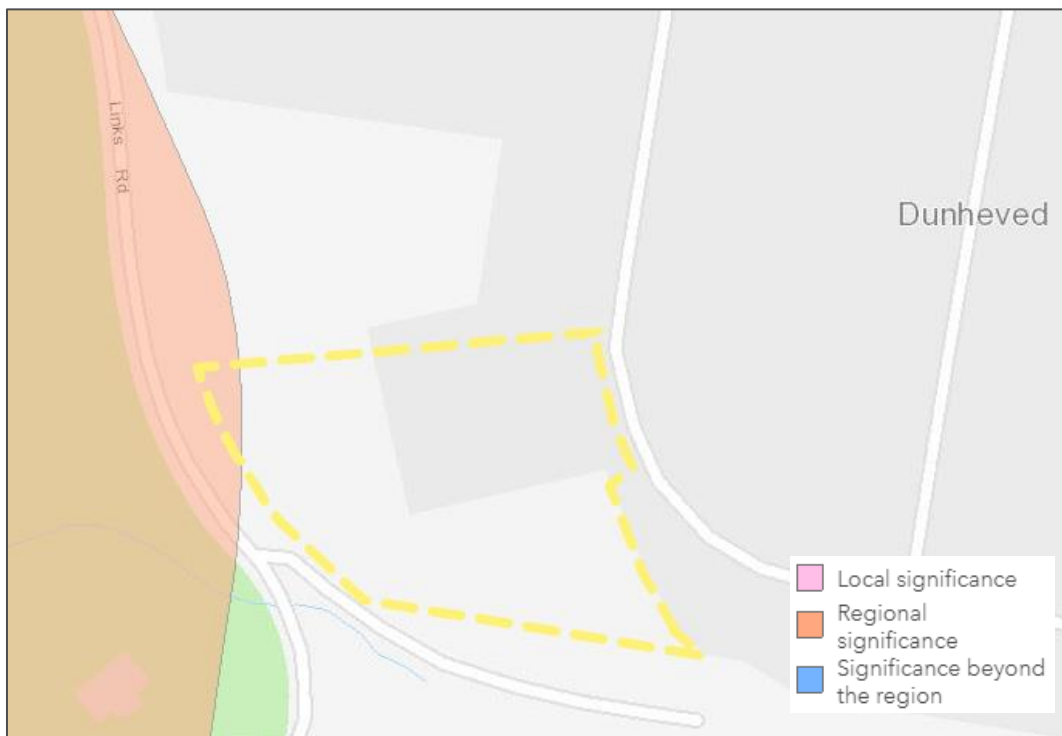 Links Rd
Dunheved
Local significance
Regional
significance
Significance beyond
the region